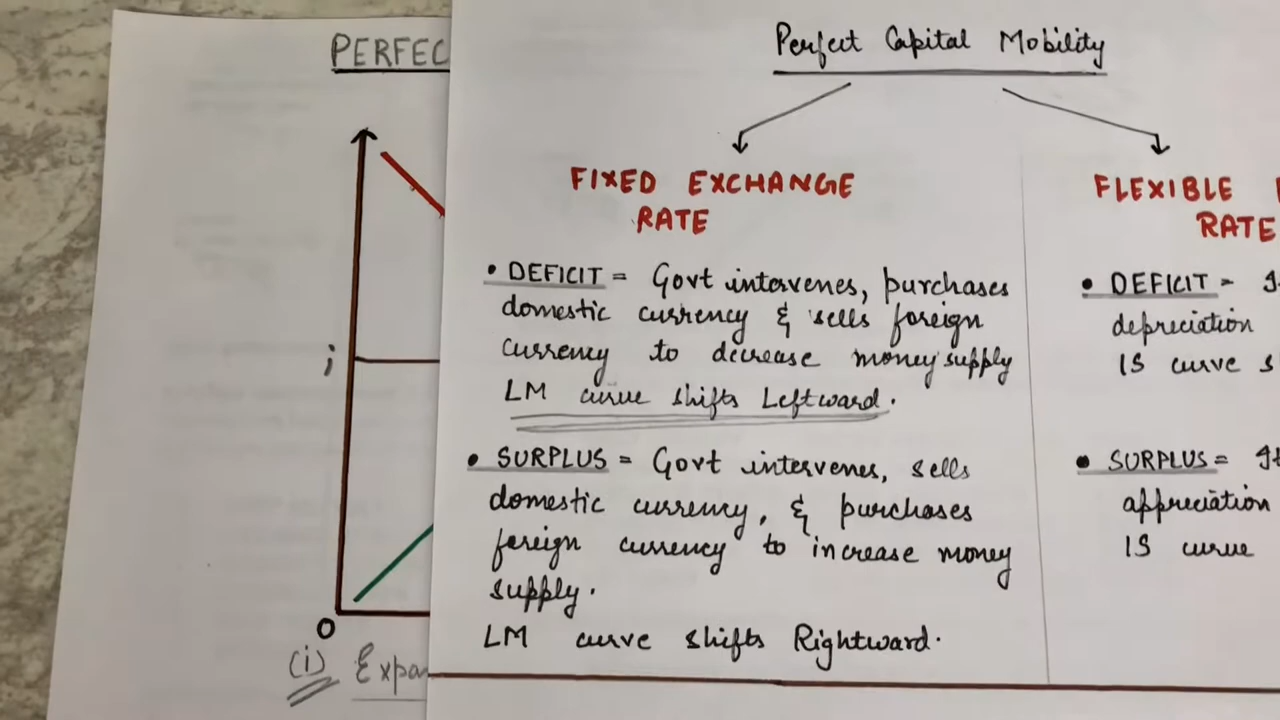 PERFEC
i
O
(i) Expan
Perfect Capital Mobility
FIXED EXCHANGE
RATE
• DEFICIT = Govt intervenes, purchases
domestic currency & sells foreign
currency to decrease money supply
LM curve shifts Leftward.
• SURPLUS = Govt intervenes, sells
domestic currency, & purchases
foreign currency to increase money
supply.
LM curve shifts Rightward.
FLEXIBLE
RATE
• DEFICIT =
depreciation
IS curve s
• SURPLUS =
appreciation
IS curve